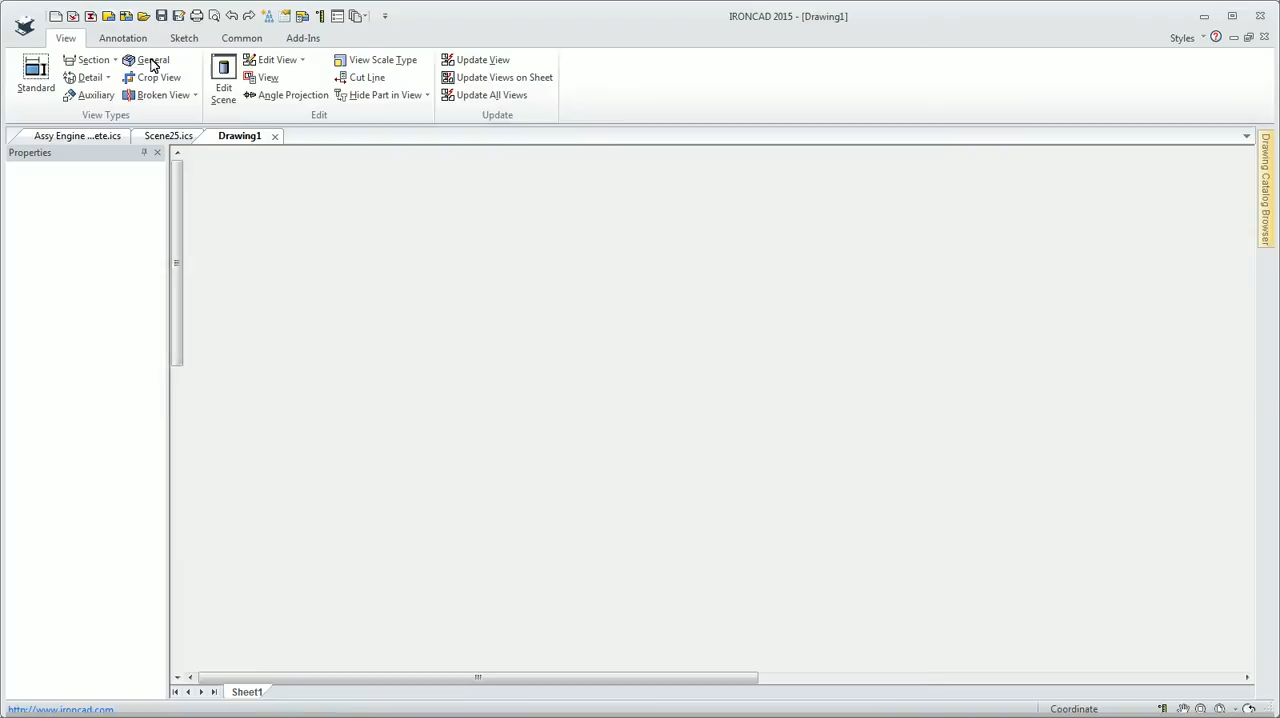 IRONCAD 2015 - [Drawing1]
View Annotation Sketch Common Add-Ins Styles
Standard
Section
Detail
Auxiliary
General
Crop View
Broken View
View Types
Edit Scene
Edit View
View
Angle Projection
View Scale Type
Cut Line
Hide Part in View
Edit
Update View
Update Views on Sheet
Update All Views
Update
Assy Engine ...ete.ics Scene25.ics Drawing1
Properties
Drawing Catalog Browser
Sheet1
http://www.ironcad.com
Coordinate